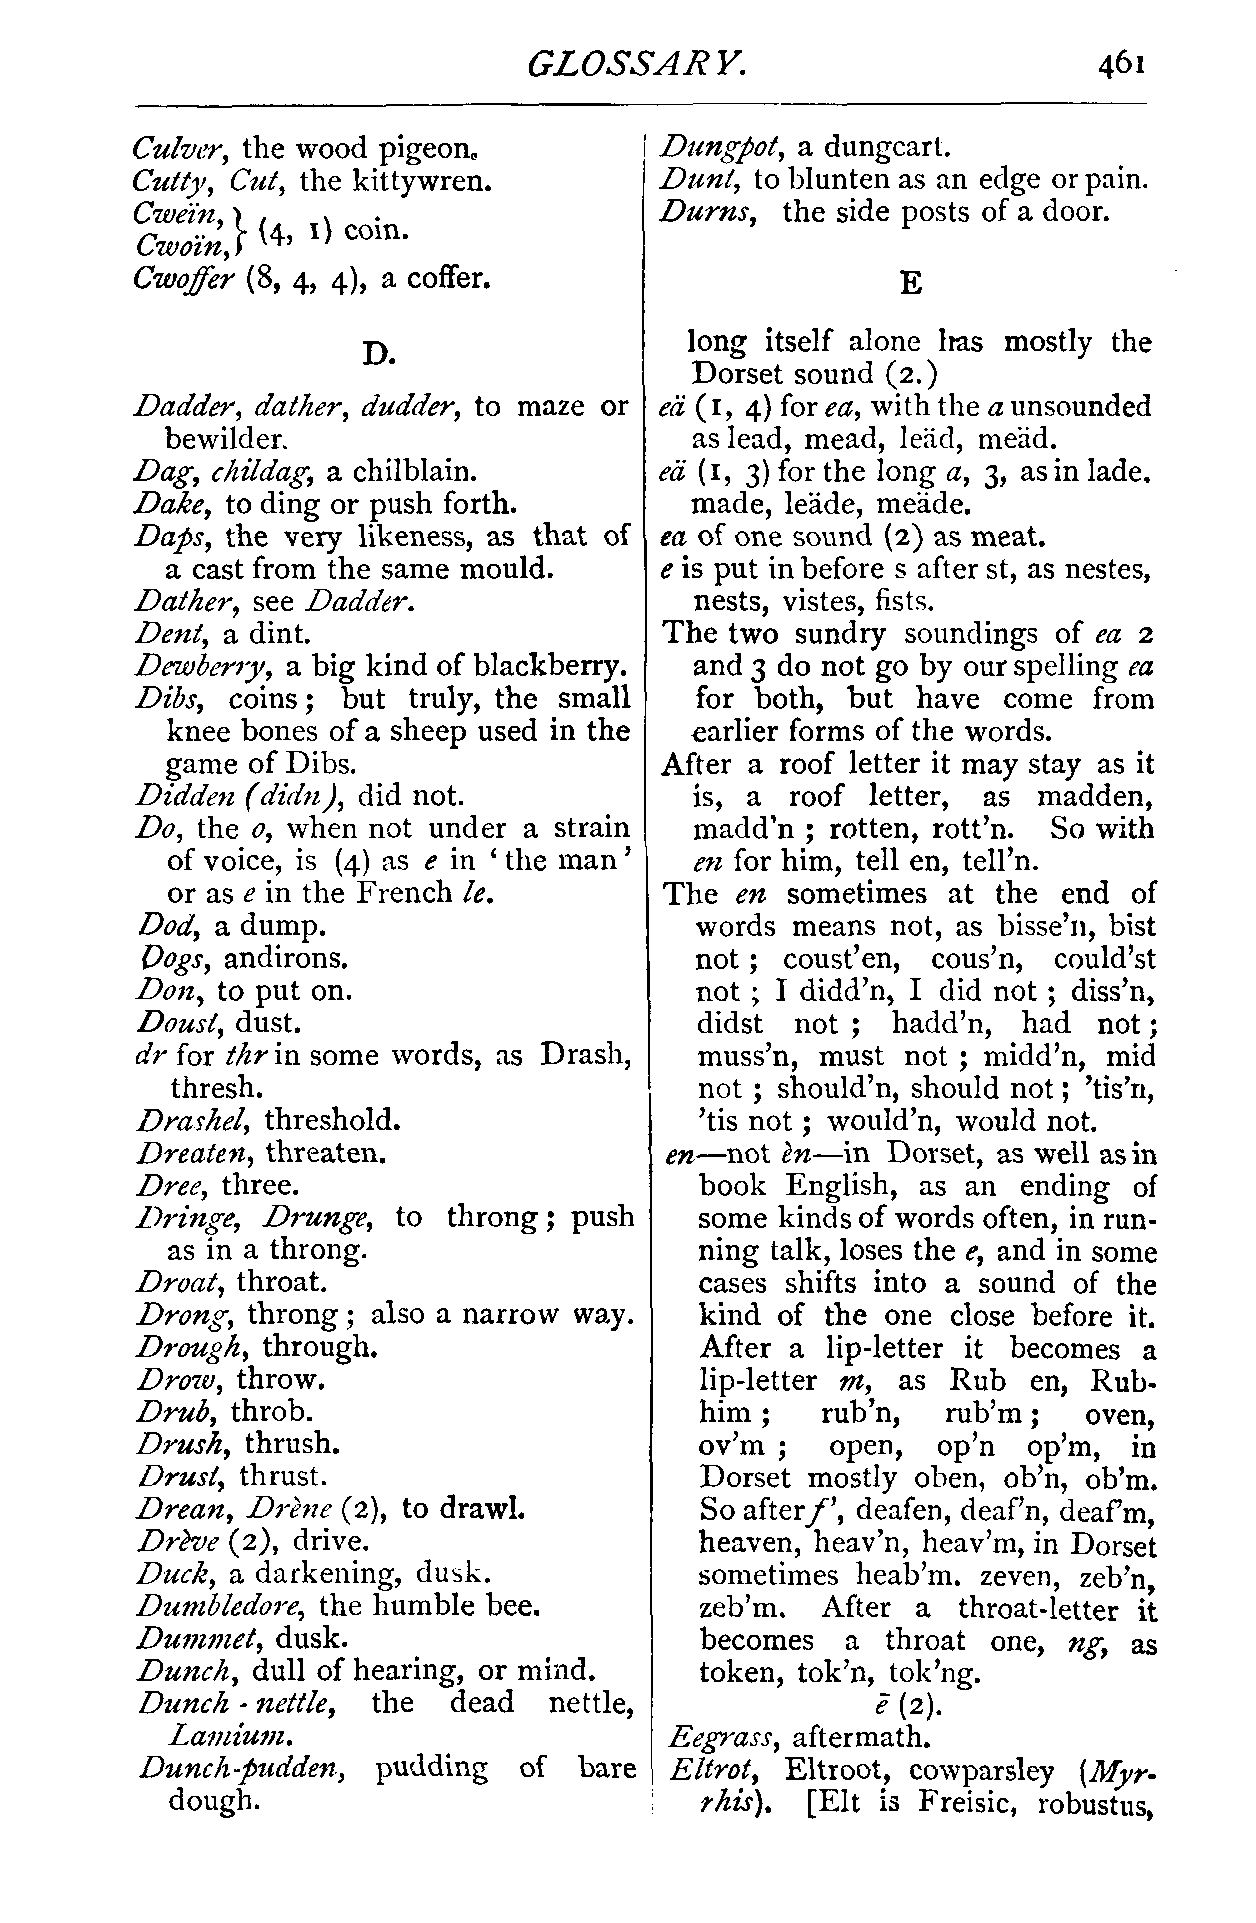 GLOSSARY. 461
Culver, the wood pigeon.
Cutty, Cut, the kittywren.
Cweïn, } (4, 1) coin.
Cwoïn, }
Cwoffer (8, 4, 4), a coffer.
D.
Dadder, dather, dudder, to maze or
bewilder.
Dag, childag, a chilblain.
Dake, to ding or push forth.
Daps, the very likeness, as that of
a cast from the same mould.
Dather, see Dadder.
Dent, a dint.
Dewberry, a big kind of blackberry.
Dibs, coins; but truly, the small
knee bones of a sheep used in the
game of Dibs.
Didden (didn), did not.
Do, the o, when not under a strain
of voice, is (4) as e in ‘the man’
or as e in the French le.
Dod, a dump.
Dogs, andirons.
Don, to put on.
Doust, dust.
dr for thr in some words, as Drash,
thresh.
Drashel, threshold.
Dreaten, threaten.
Dree, three.
Dringe, Drunge, to throng; push
as in a throng.
Droat, throat.
Drong, throng; also a narrow way.
Drough, through.
Drow, throw.
Drub, throb.
Drush, thrush.
Drust, thrust.
Drean, Drène (2), to drawl.
Drève (2), drive.
Duck, a darkening, dusk.
Dumbledore, the humble bee.
Dummet, dusk.
Dunch, dull of hearing, or mind.
Dunch-nettle, the dead nettle,
Lamium.
Dunch-pudden, pudding of bare
dough.
Dungpot, a dungcart.
Dunt, to blunten as an edge or pain.
Durns, the side posts of a door.
E
long itself alone has mostly the
Dorset sound (2.)
eä (1, 4) for ea, with the a unsounded
as lead, mead, leäd, meäd.
eä (1, 3) for the long a, 3, as in lade.
made, leäde, meäde.
ea of one sound (2) as meat.
e is put in before s after st, as nestes,
nests, vistes, fists.
The two sundry soundings of ea 2
and 3 do not go by our spelling ea
for both, but have come from
earlier forms of the words.
After a roof letter it may stay as it
is, a roof letter, as madden,
madd'n ; rotten, rott'n. So with
en for him, tell en, tell'n.
The en sometimes at the end of
words means not, as bisse'n, bist
not ; coust'en, cous'n, could'st
not ; I didd'n, I did not ; diss'n,
didst not ; hadd'n, had not ;
muss'n, must not ; midd'n, mid
not ; should'n, should not ; 'tis'n,
'tis not ; would'n, would not.
en—not èn—in Dorset, as well as in
book English, as an ending of
some kinds of words often, in run-
ning talk, loses the e, and in some
cases shifts into a sound of the
kind of the one close before it.
After a lip-letter it becomes a
lip-letter m, as Rub en, Rub-
him ; rub'n, rub'm ; oven,
ov'm ; open, op'n op'm, in
Dorset mostly oben, ob'n, ob'm.
So after f', deafen, deaf'n, deaf'm,
heaven, heav'n, heav'm, in Dorset
sometimes heab'm. zeven, zeb'n,
zeb'm. After a throat-letter it
becomes a throat one, ng, as
token, tok'n, tok'ng.
ē (2).
Eegrass, aftermath.
Eltrot, Eltroot, cowparsley (Myr-
rhis). [Elt is Freisic, robustus,